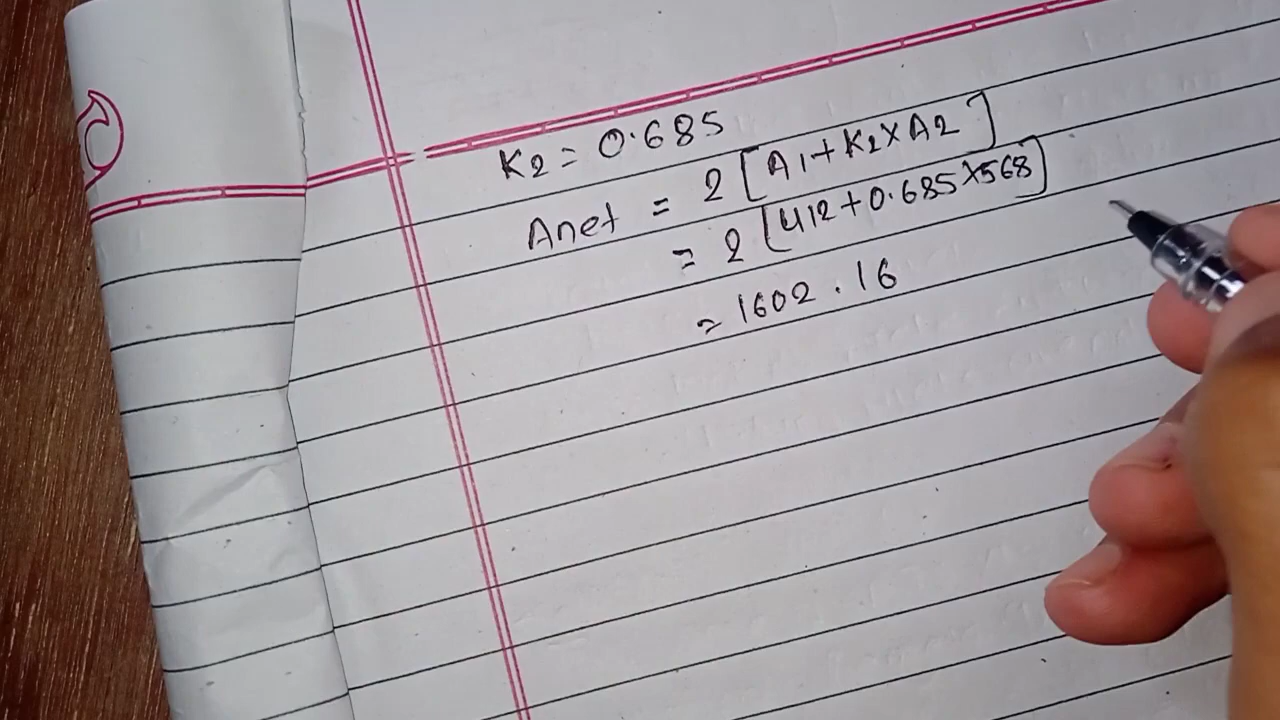 K2 = 0.685
Anet = 2 [A1 + K2 × A2]
= 2 [412 + 0.685 × 568]
= 1602.16